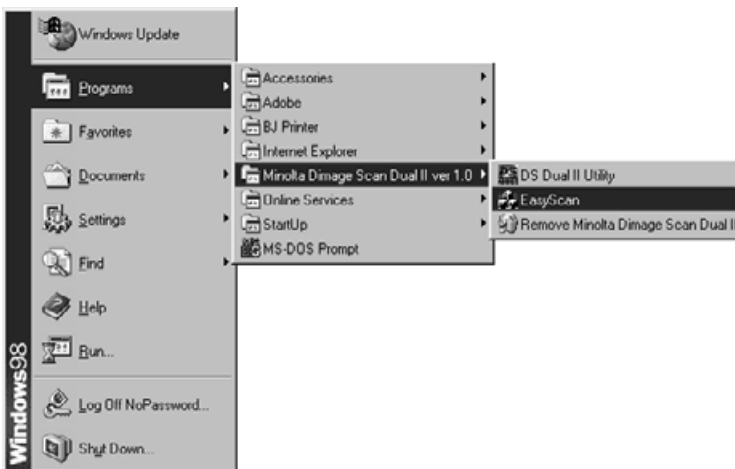 Windows Update
Programs
Favorites
Documents
Settings
Find
Help
Run...
Log Off NoPassword...
Shut Down...
Windows98
Accessories
Adobe
BJ Printer
Internet Explorer
Minolta Dimage Scan Dual II ver 1.0
Online Services
StartUp
MS-DOS Prompt
DS Dual II Utility
EasyScan
Remove Minolta Dimage Scan Dual II